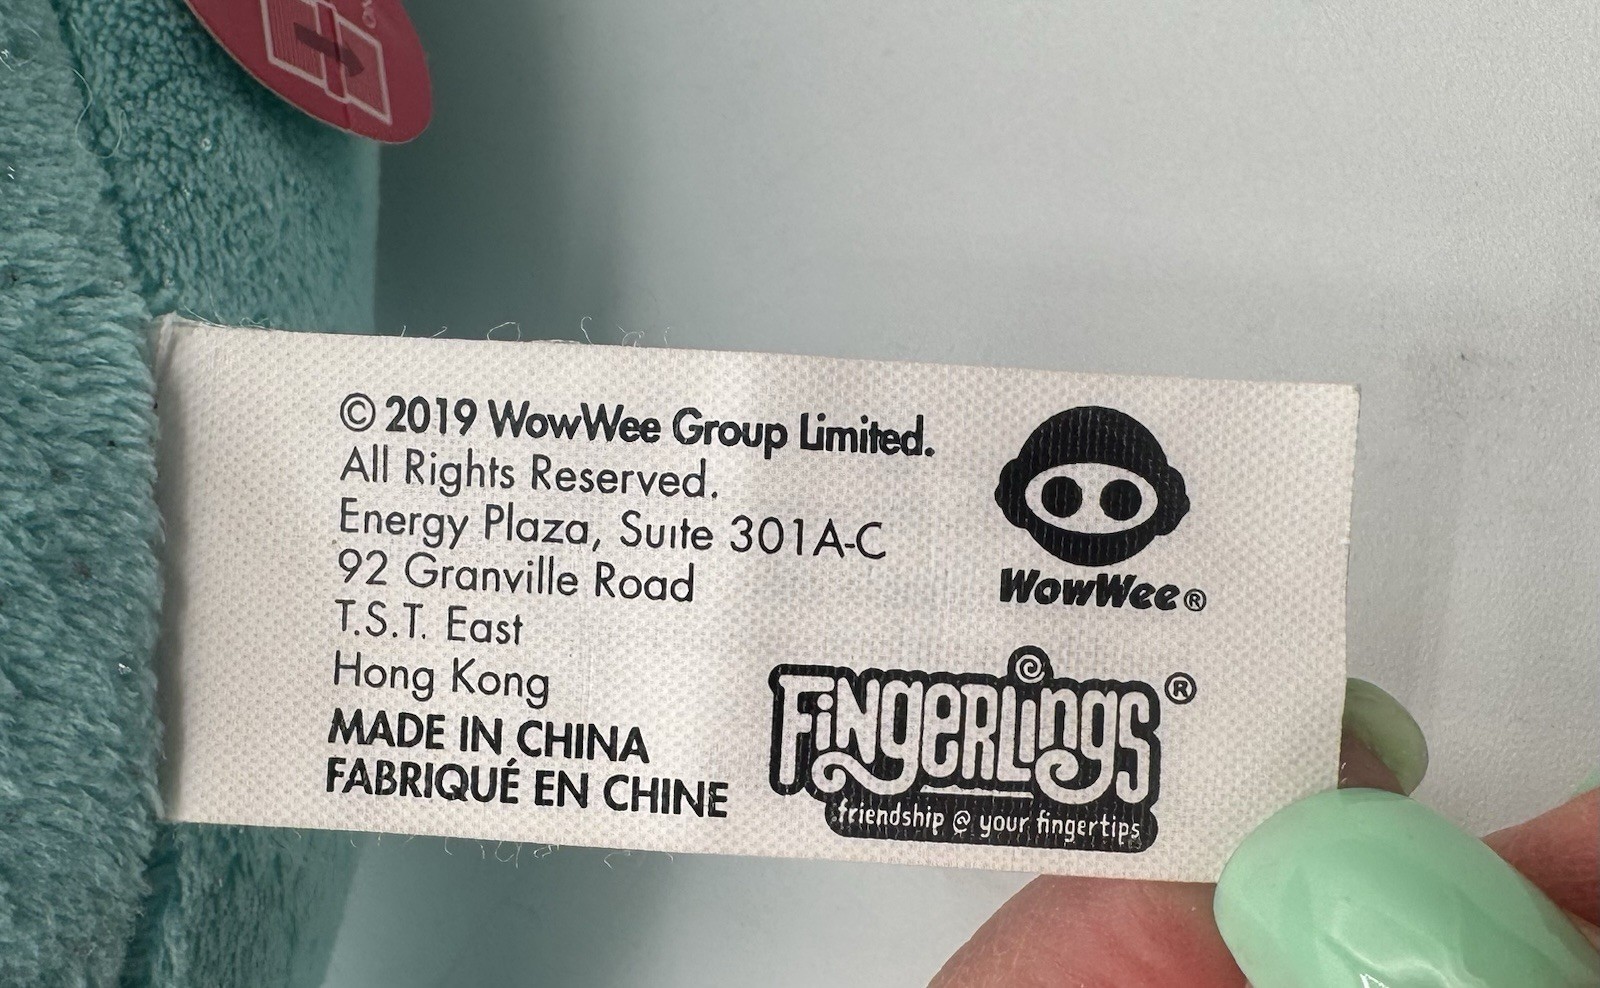 © 2019 WowWee Group Limited.
All Rights Reserved.
Energy Plaza, Suite 301A-C
92 Granville Road
T.S.T. East
Hong Kong
MADE IN CHINA
FABRIQUÉ EN CHINE
WowWee®
Fingerlings®
friendship @ your fingertips
ON